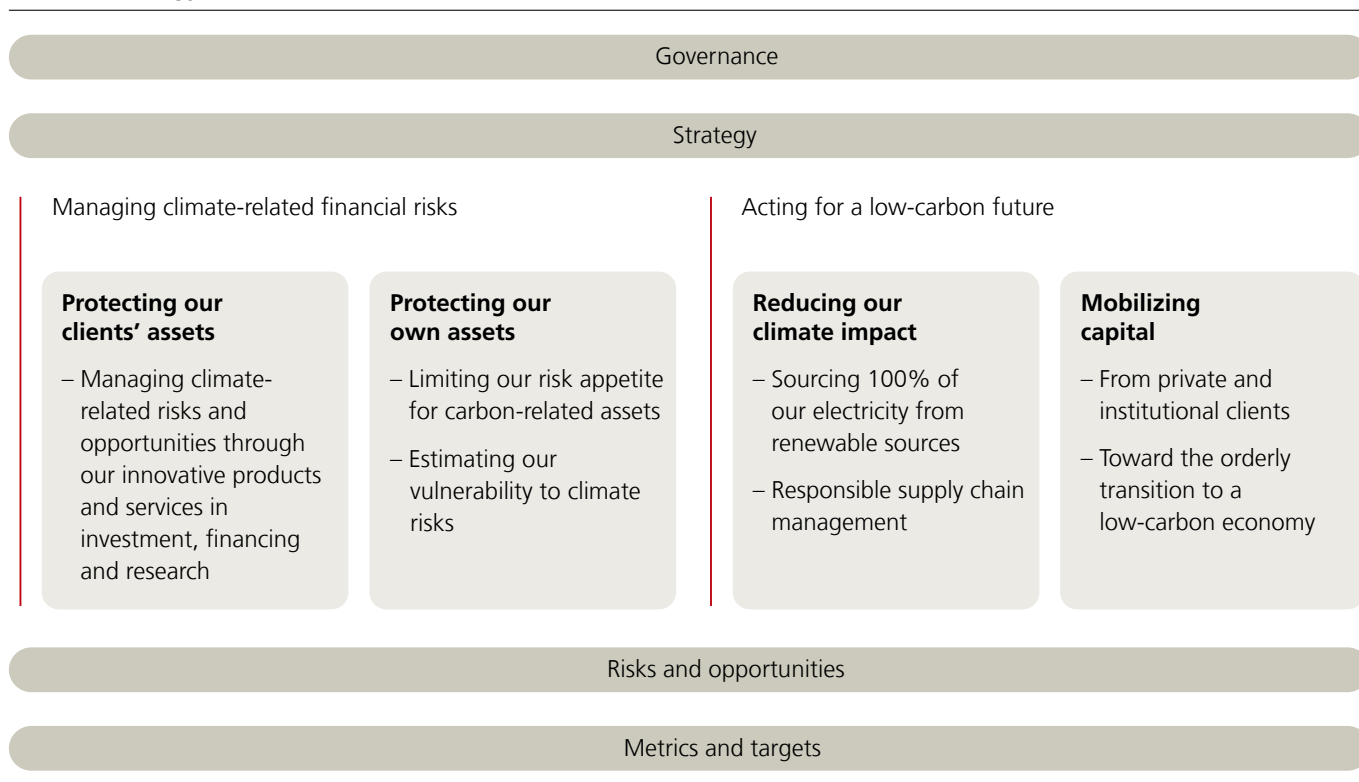 Governance
Strategy
Managing climate-related financial risks
Protecting our
clients’ assets
– Managing climate-
related risks and
opportunities through
our innovative products
and services in
investment, financing
and research
Protecting our
own assets
– Limiting our risk appetite
for carbon-related assets
– Estimating our
vulnerability to climate
risks
Acting for a low-carbon future
Reducing our
climate impact
– Sourcing 100% of
our electricity from
renewable sources
– Responsible supply chain
management
Mobilizing
capital
– From private and
institutional clients
– Toward the orderly
transition to a
low-carbon economy
Risks and opportunities
Metrics and targets